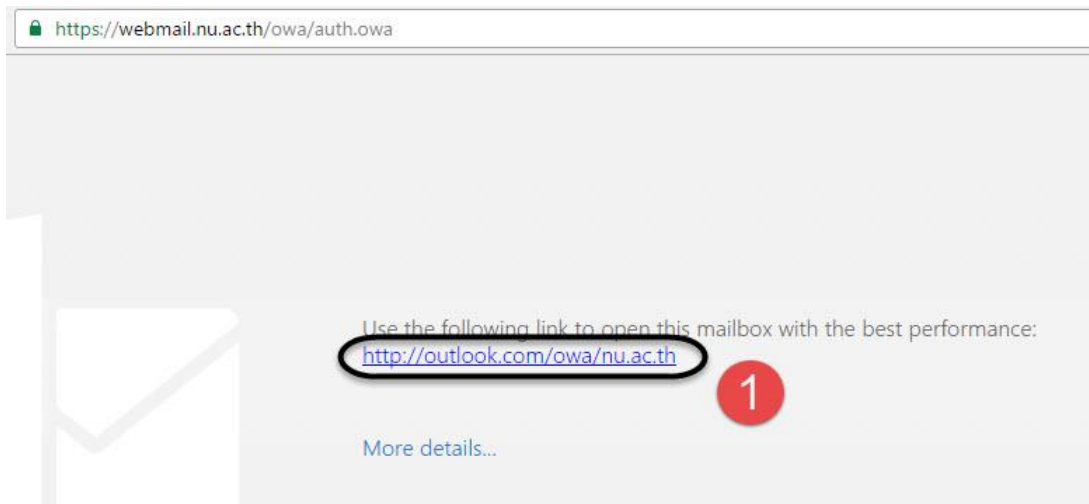 https://webmail.nu.ac.th/owa/auth.owa
Use the following link to open this mailbox with the best performance:
http://outlook.com/owa/nu.ac.th
1
More details...